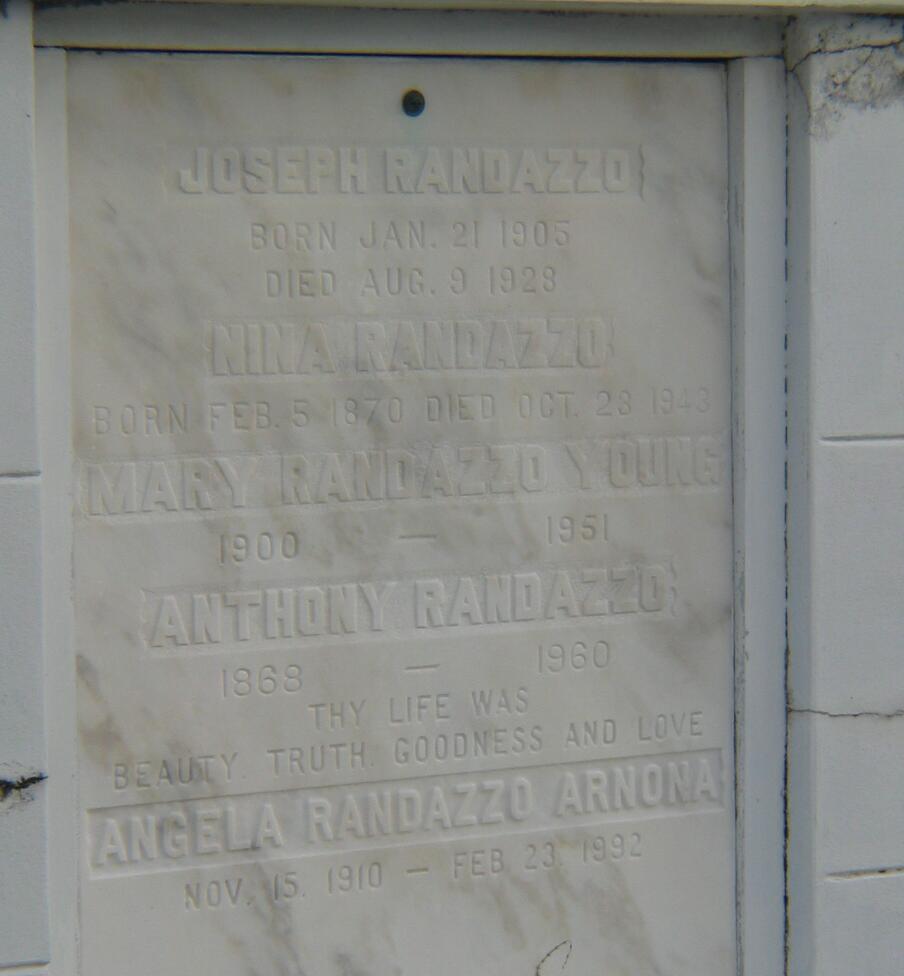 JOSEPH RANDAZZO
BORN JAN. 21 1905
DIED AUG. 9 1928
NINA RANDAZZO
BORN FEB. 5 1870 DIED OCT. 23 1943
MARY RANDAZZO YOUNG
1900 — 1951
ANTHONY RANDAZZO
1868 — 1960
THY LIFE WAS
BEAUTY. TRUTH. GOODNESS AND LOVE
ANGELA RANDAZZO ARNONA
NOV. 15. 1910 — FEB 23. 1992